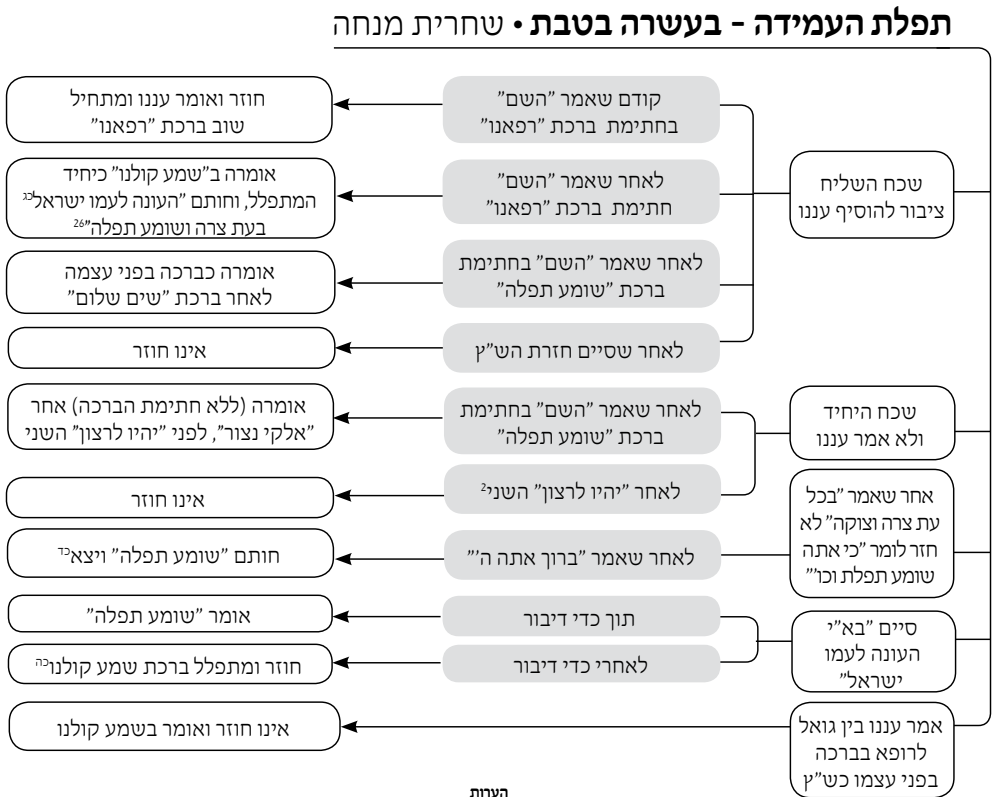 תפלת העמידה - בעשרה בטבת • שחרית מנחה
שכח השליח
ציבור להוסיף עננו
קודם שאמר "השם"
בחתימת ברכת "רפאנו"
חוזר ואומר עננו ומתחיל
שוב ברכת "רפאנו"
לאחר שאמר "השם"
חתימת ברכת "רפאנו"
אומרה ב"שמע קולנו" כיחיד
המתפלל, וחותם "העונה לעמו ישראלכג
בעת צרה ושומע תפלה"26
לאחר שאמר "השם" בחתימת
ברכת "שומע תפלה"
אומרה כברכה בפני עצמה
לאחר ברכת "שים שלום"
לאחר שסיים חזרת הש"ץ
אינו חוזר
שכח היחיד
ולא אמר עננו
לאחר שאמר "השם" בחתימת
ברכת "שומע תפלה"
אומרה (ללא חתימת הברכה) אחר
"אלקי נצור", לפני "יהיו לרצון" השני
לאחר "יהיו לרצון" השני2
אינו חוזר
אחר שאמר "בכל
עת צרה וצוקה" לא
חזר לומר "כי אתה
שומע תפלת וכו'"
לאחר שאמר "ברוך אתה ה'"
חותם "שומע תפלה" ויצאכד
סיים "בא"י
העונה לעמו
ישראל"
תוך כדי דיבור
אומר "שומע תפלה"
לאחרי כדי דיבור
חוזר ומתפלל ברכת שמע קולנוכה
אמר עננו בין גואל
לרופא בברכה
בפני עצמו כש"ץ
אינו חוזר ואומר בשמע קולנו
הערות